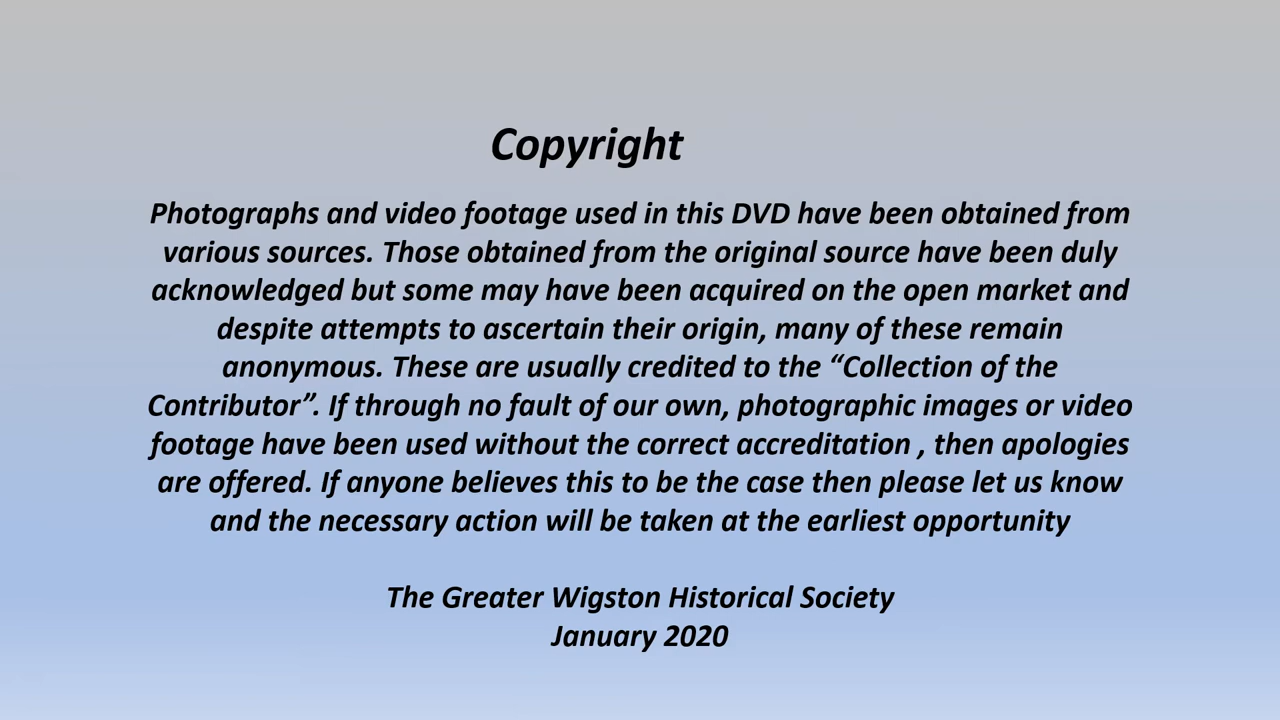 Copyright
Photographs and video footage used in this DVD have been obtained from
various sources. Those obtained from the original source have been duly
acknowledged but some may have been acquired on the open market and
despite attempts to ascertain their origin, many of these remain
anonymous. These are usually credited to the “Collection of the
Contributor”. If through no fault of our own, photographic images or video
footage have been used without the correct accreditation , then apologies
are offered. If anyone believes this to be the case then please let us know
and the necessary action will be taken at the earliest opportunity
The Greater Wigston Historical Society
January 2020